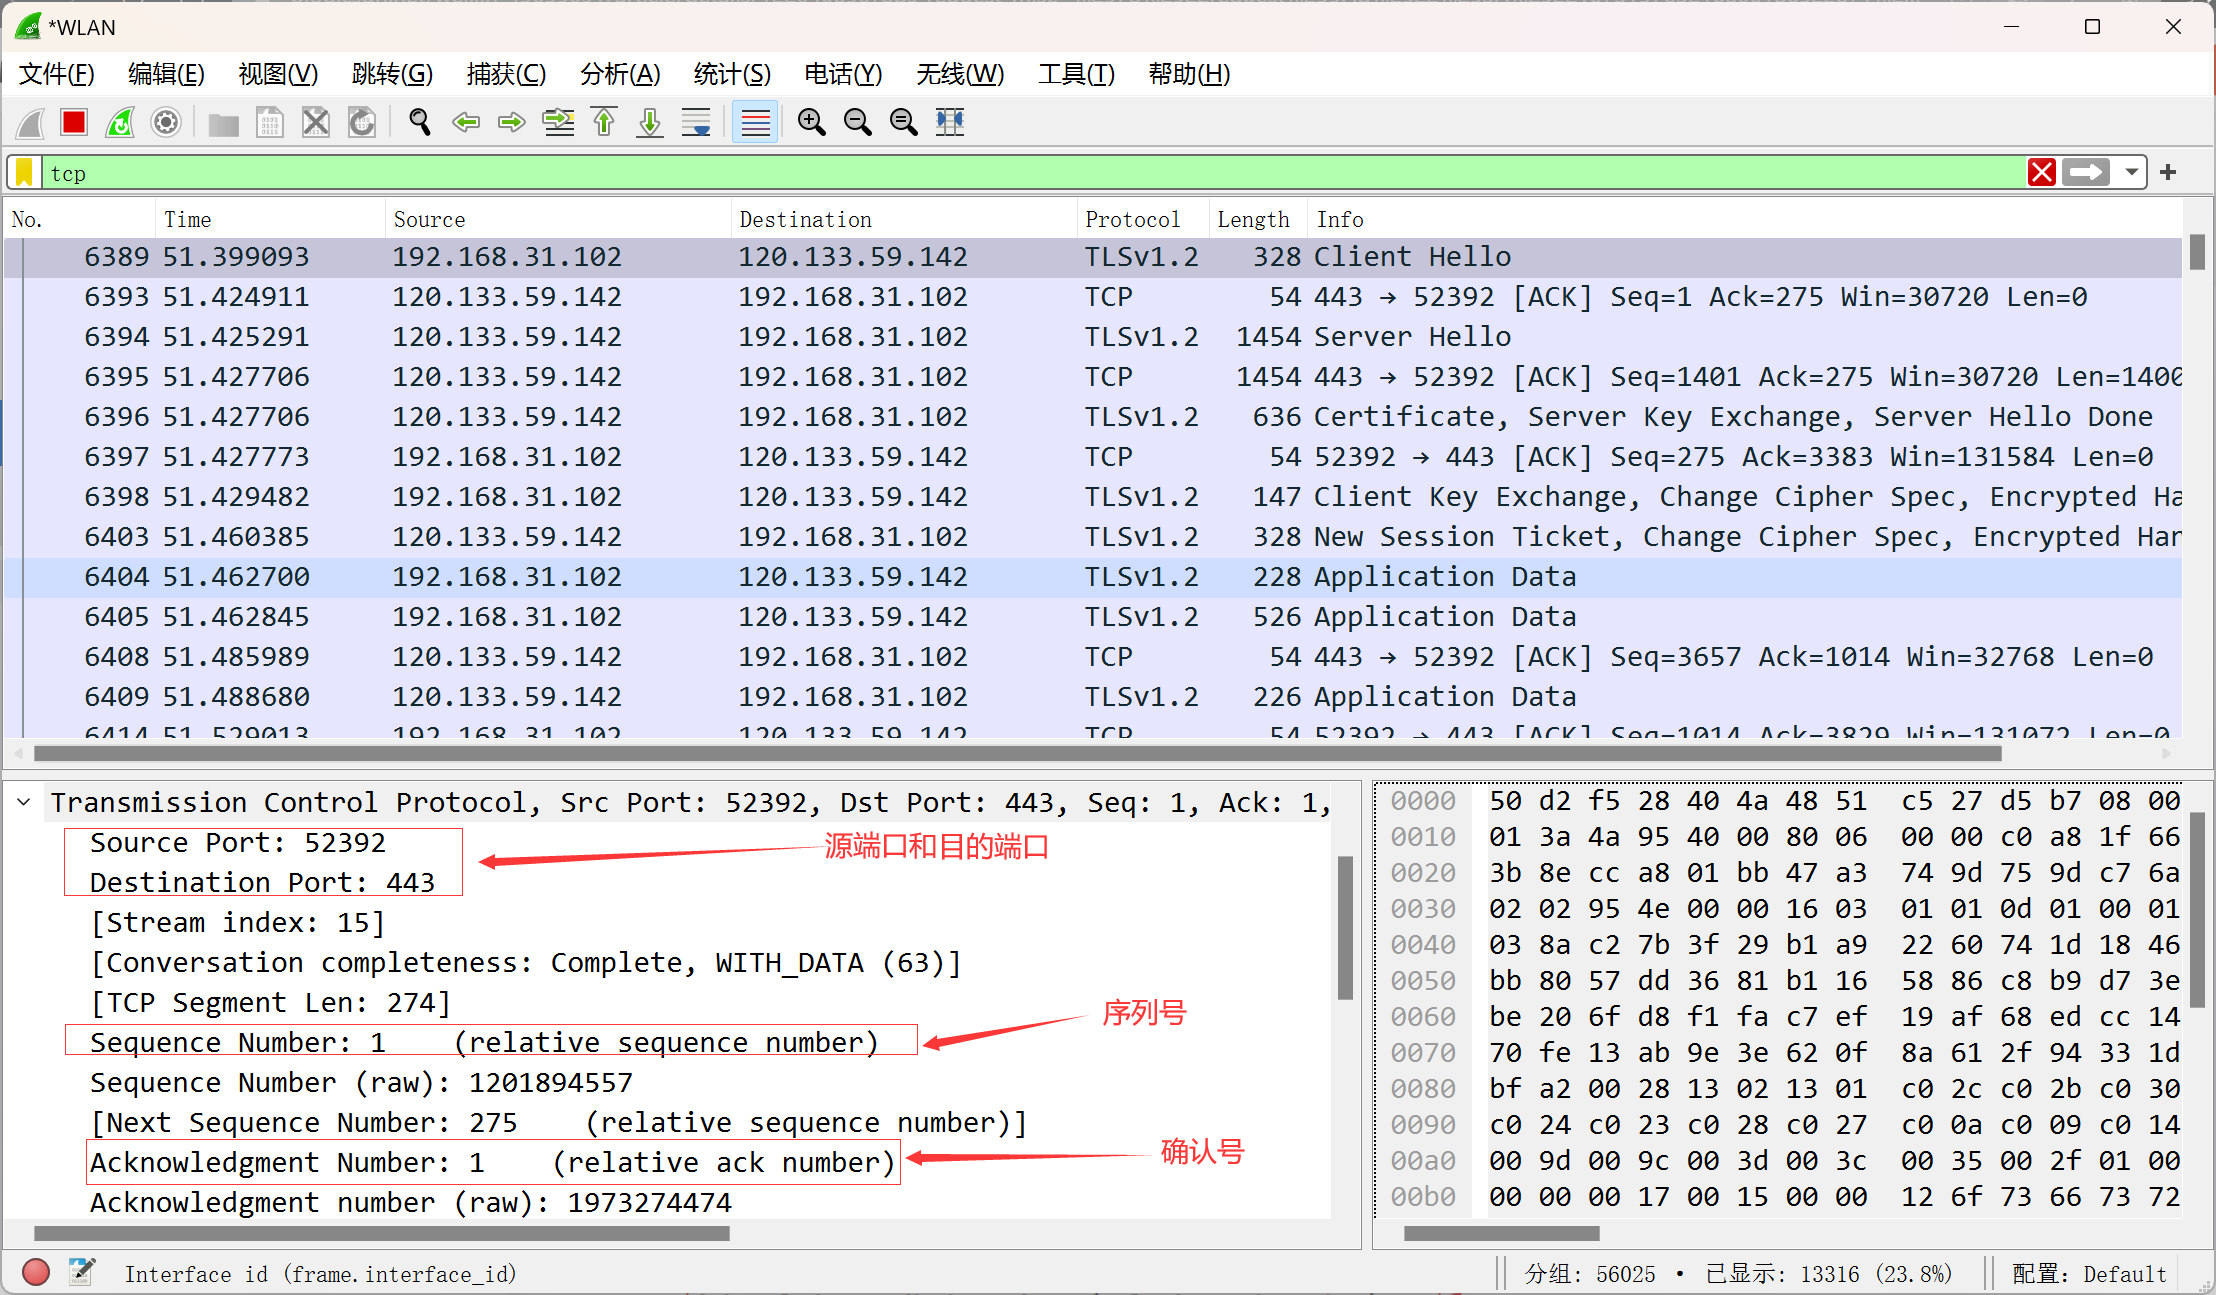 *WLAN
文件(F) 编辑(E) 视图(V) 跳转(G) 捕获(C) 分析(A) 统计(S) 电话(Y) 无线(W) 工具(T) 帮助(H)
tcp
No. Time Source Destination Protocol Length Info
6389 51.399093 192.168.31.102 120.133.59.142 TLSv1.2 328 Client Hello
6393 51.424911 120.133.59.142 192.168.31.102 TCP 54 443 → 52392 [ACK] Seq=1 Ack=275 Win=30720 Len=0
6394 51.425291 120.133.59.142 192.168.31.102 TLSv1.2 1454 Server Hello
6395 51.427706 120.133.59.142 192.168.31.102 TCP 1454 443 → 52392 [ACK] Seq=1401 Ack=275 Win=30720 Len=1400
6396 51.427706 120.133.59.142 192.168.31.102 TLSv1.2 636 Certificate, Server Key Exchange, Server Hello Done
6397 51.427773 192.168.31.102 120.133.59.142 TCP 54 52392 → 443 [ACK] Seq=275 Ack=3383 Win=131584 Len=0
6398 51.429482 192.168.31.102 120.133.59.142 TLSv1.2 147 Client Key Exchange, Change Cipher Spec, Encrypted Ha
6403 51.460385 120.133.59.142 192.168.31.102 TLSv1.2 328 New Session Ticket, Change Cipher Spec, Encrypted Har
6404 51.462700 192.168.31.102 120.133.59.142 TLSv1.2 228 Application Data
6405 51.462845 192.168.31.102 120.133.59.142 TLSv1.2 526 Application Data
6408 51.485989 120.133.59.142 192.168.31.102 TCP 54 443 → 52392 [ACK] Seq=3657 Ack=1014 Win=32768 Len=0
6409 51.488680 120.133.59.142 192.168.31.102 TLSv1.2 226 Application Data
6414 51.529013 192.168.31.102 120.133.59.142 TCP 54 52392 → 443 [ACK] Seq=1014 Ack=3829 Win=131072 Len=0
Transmission Control Protocol, Src Port: 52392, Dst Port: 443, Seq: 1, Ack: 1,
Source Port: 52392
源端口和目的端口
Destination Port: 443
[Stream index: 15]
[Conversation completeness: Complete, WITH_DATA (63)]
[TCP Segment Len: 274]
序列号
Sequence Number: 1 (relative sequence number)
Sequence Number (raw): 1201894557
[Next Sequence Number: 275 (relative sequence number)]
确认号
Acknowledgment Number: 1 (relative ack number)
Acknowledgment number (raw): 1973274474
0000 50 d2 f5 28 40 4a 48 51 c5 27 d5 b7 08 00
0010 01 3a 4a 95 40 00 80 06 00 00 c0 a8 1f 66
0020 3b 8e cc a8 01 bb 47 a3 74 9d 75 9d c7 6a
0030 02 02 95 4e 00 00 16 03 01 01 0d 01 00 01
0040 03 8a c2 7b 3f 29 b1 a9 22 60 74 1d 18 46
0050 bb 80 57 dd 36 81 b1 16 58 86 c8 b9 d7 3e
0060 be 20 6f d8 f1 fa c7 ef 19 af 68 ed cc 14
0070 70 fe 13 ab 9e 3e 62 0f 8a 61 2f 94 33 1d
0080 bf a2 00 28 13 02 13 01 c0 2c c0 2b c0 30
0090 c0 24 c0 23 c0 28 c0 27 c0 0a c0 09 c0 14
00a0 00 9d 00 9c 00 3d 00 3c 00 35 00 2f 01 00
00b0 00 00 00 17 00 15 00 00 12 6f 73 66 73 72
Interface id (frame.interface_id) 分组: 56025 • 已显示: 13316 (23.8%) 配置: Default